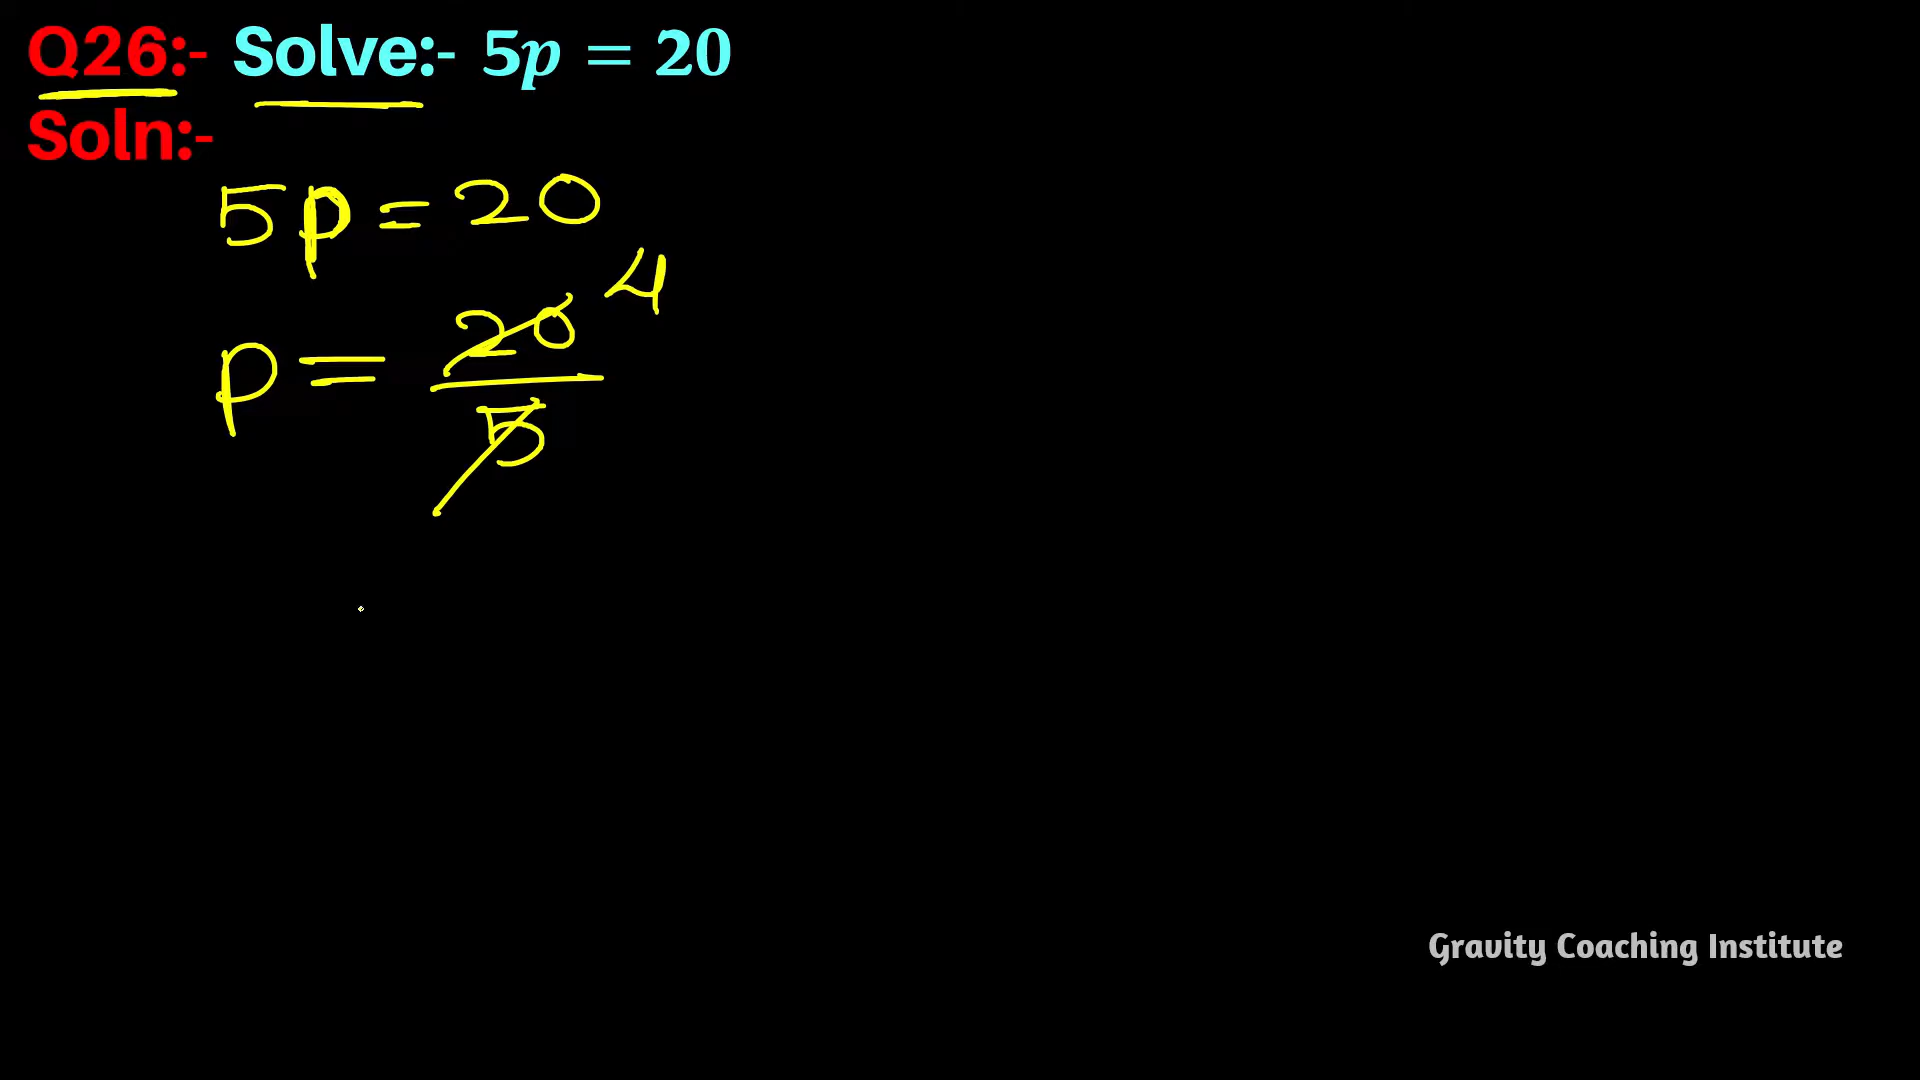 Q26:- Solve:- 5p = 20
Soln:-
5p = 20
p = 20/5 4
Gravity Coaching Institute